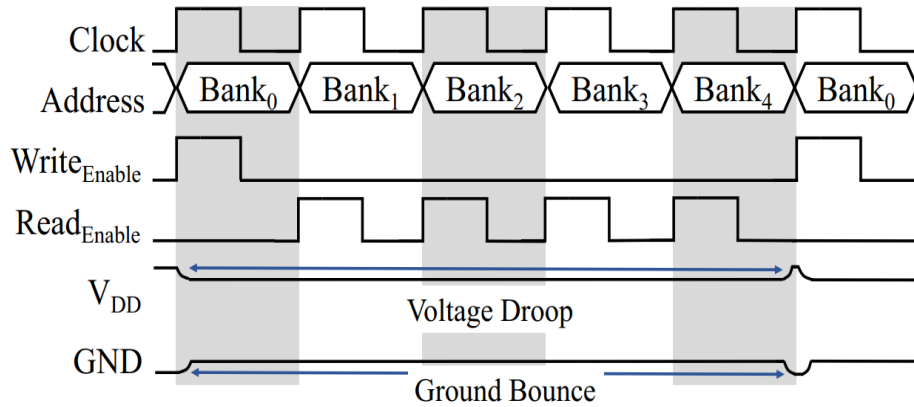 Clock
Address Bank0 Bank1 Bank2 Bank3 Bank4 Bank0
WriteEnable
ReadEnable
VDD
Voltage Droop
GND
Ground Bounce